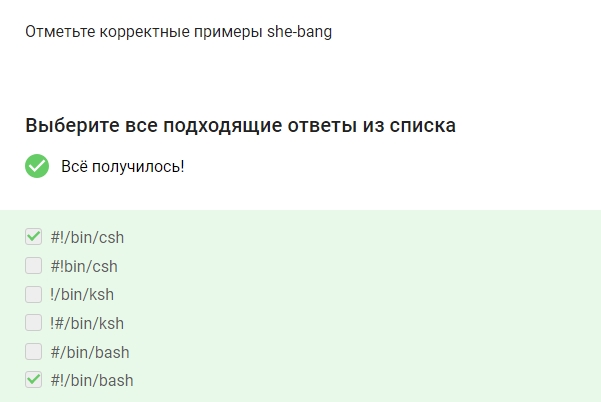 Отметьте корректные примеры she-bang
Выберите все подходящие ответы из списка
Всё получилось!
#!/bin/csh
#!bin/csh
!/bin/ksh
!#/bin/ksh
#/bin/bash
#!/bin/bash